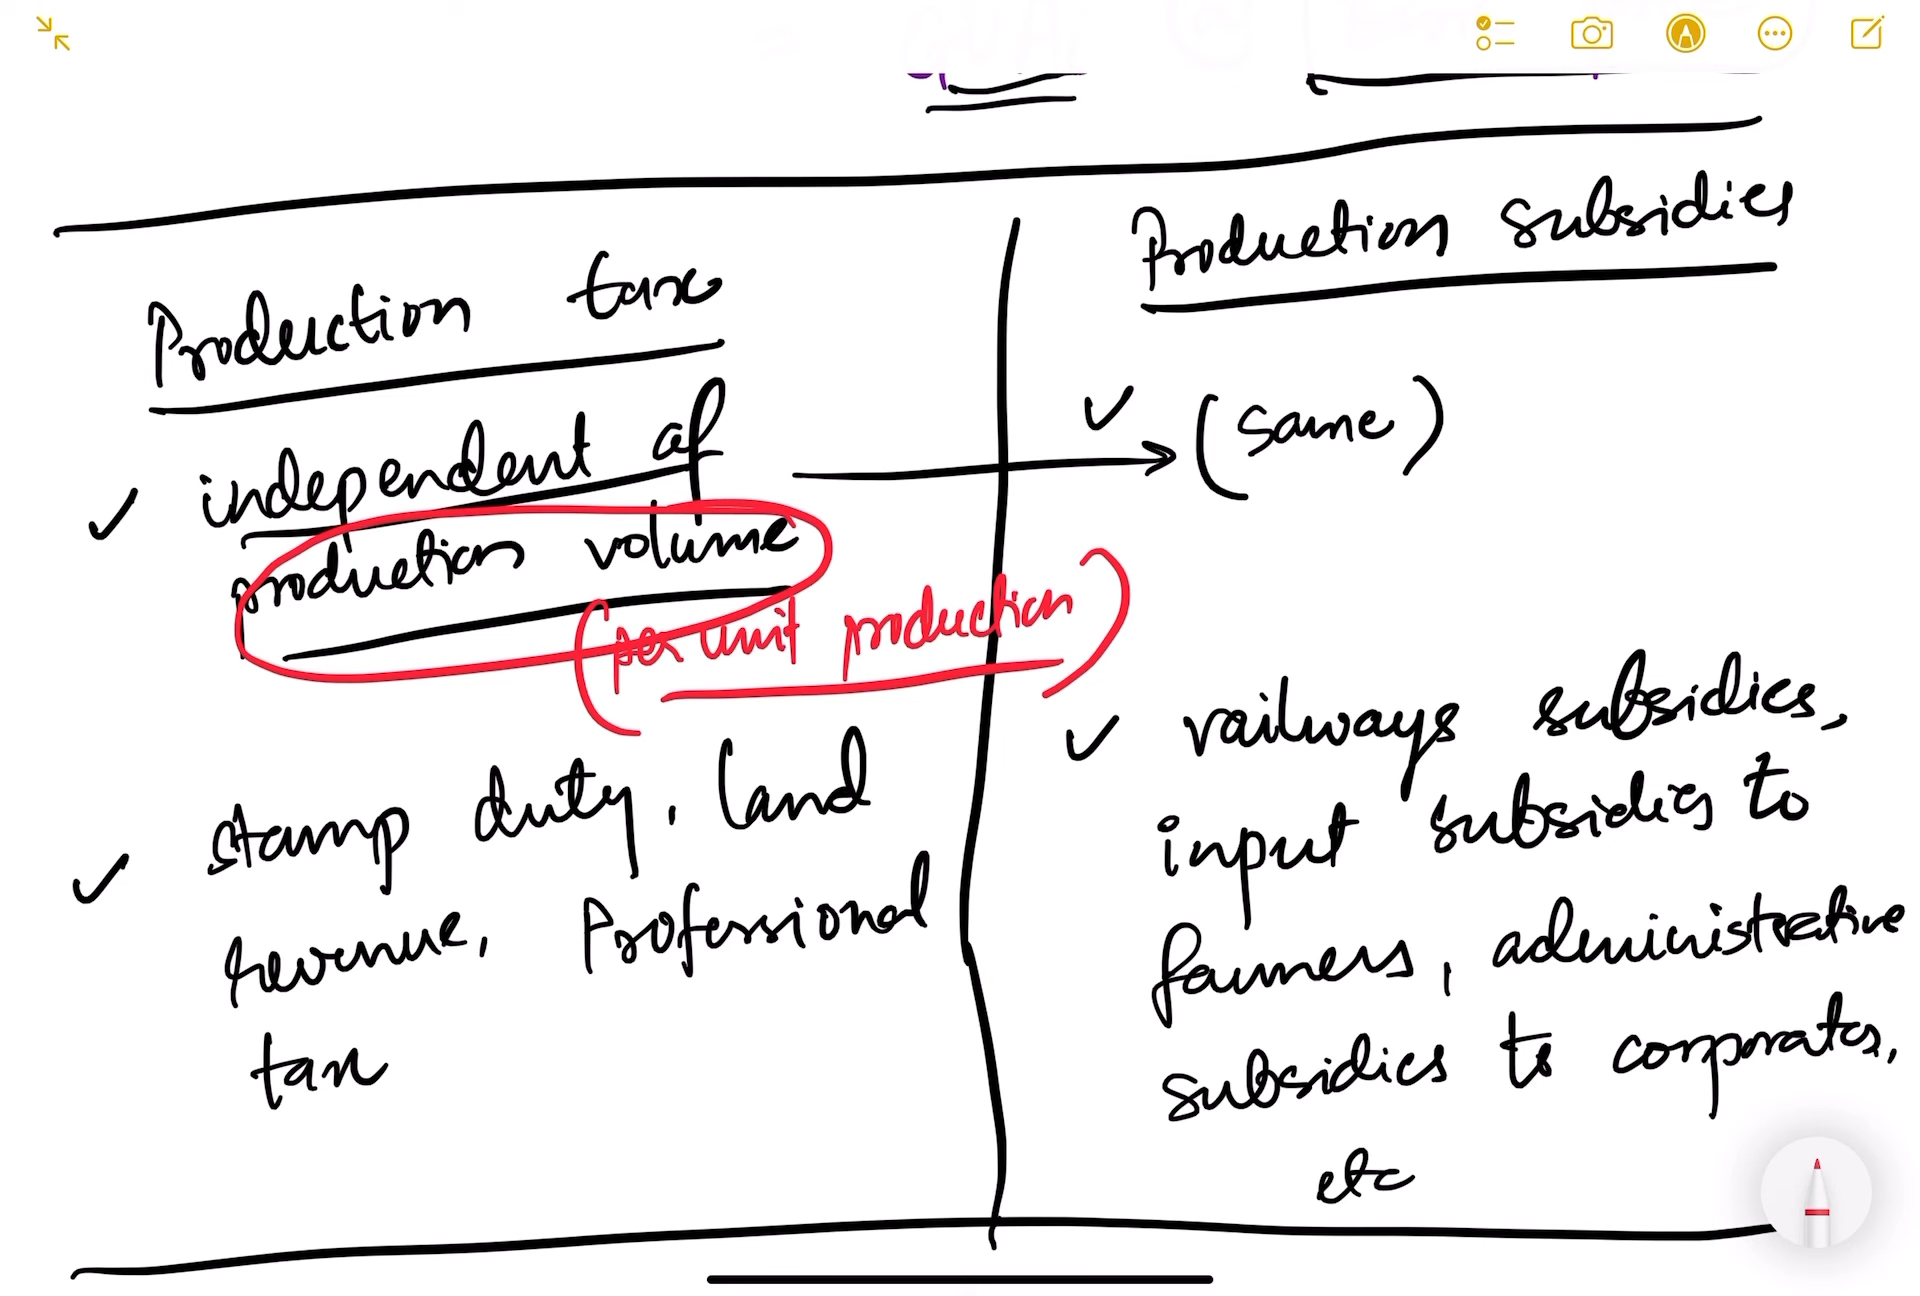 Production tax
✓ independent of
production volume
(per unit production)
✓ stamp duty, land
revenue, Professional
tax
Production subsidies
✓ (same)
✓ railways subsidies,
input subsidies to
farmers, administrative
subsidies to corporates,
etc